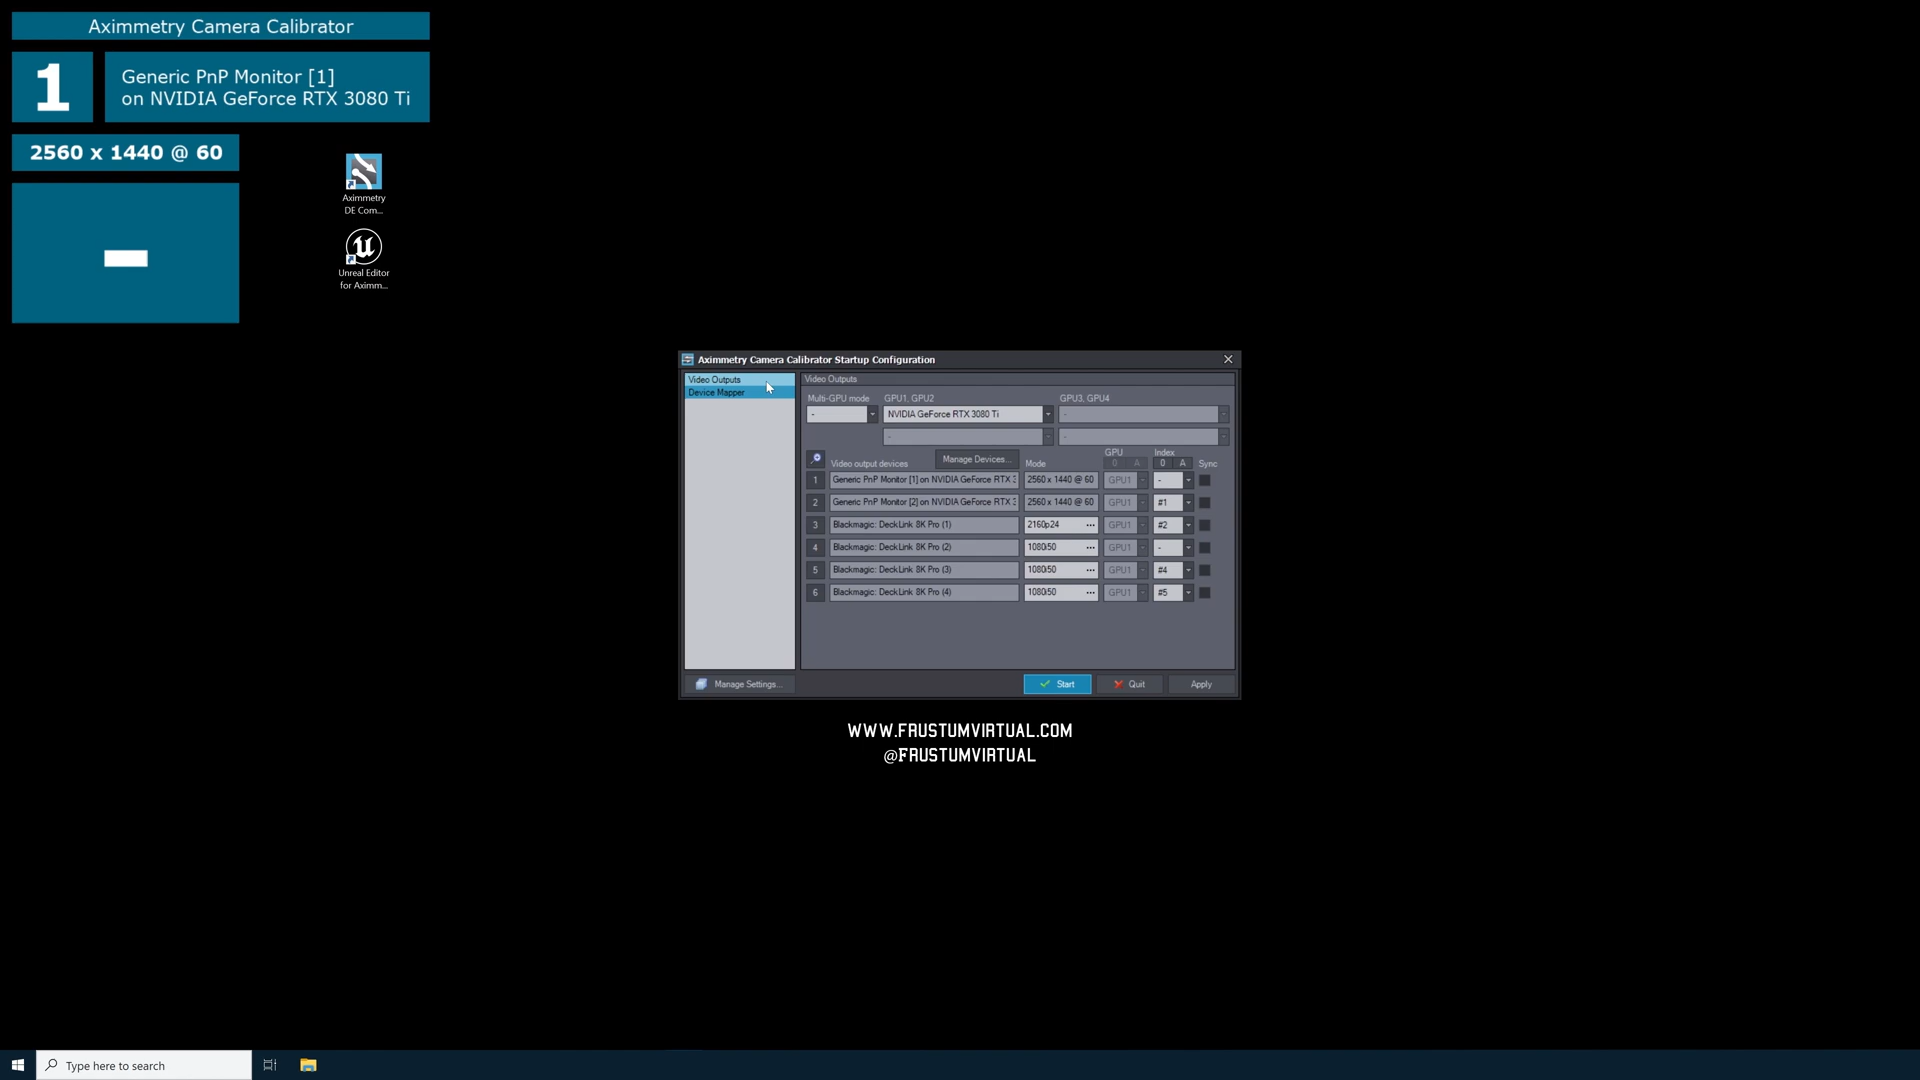 Aximmetry Camera Calibrator
1
Generic PnP Monitor [1]
on NVIDIA GeForce RTX 3080 Ti
2560 x 1440 @ 60
-
Aximmetry
DE Com...
Unreal Editor
for Aximm...
Aximmetry Camera Calibrator Startup Configuration
Video Outputs
Device Mapper
Video Outputs
Multi-GPU mode
GPU1, GPU2
GPU3, GPU4
-
NVIDIA GeForce RTX 3080 Ti
-
-
-
Video output devices
Manage Devices...
Mode
GPU
0 A
Index
0 A
Sync
1 Generic PnP Monitor [1] on NVIDIA GeForce RTX 3 2560 x 1440 @ 60 GPU1 - -
2 Generic PnP Monitor [2] on NVIDIA GeForce RTX 3 2560 x 1440 @ 60 GPU1 - #1
3 Blackmagic: DeckLink 8K Pro (1) 2160p24 ... GPU1 - #2
4 Blackmagic: DeckLink 8K Pro (2) 1080i50 ... GPU1 - -
5 Blackmagic: DeckLink 8K Pro (3) 1080i50 ... GPU1 - #4
6 Blackmagic: DeckLink 8K Pro (4) 1080i50 ... GPU1 - #5
Manage Settings...
Start
Quit
Apply
WWW.FRUSTUMVIRTUAL.COM
@FRUSTUMVIRTUAL
Type here to search